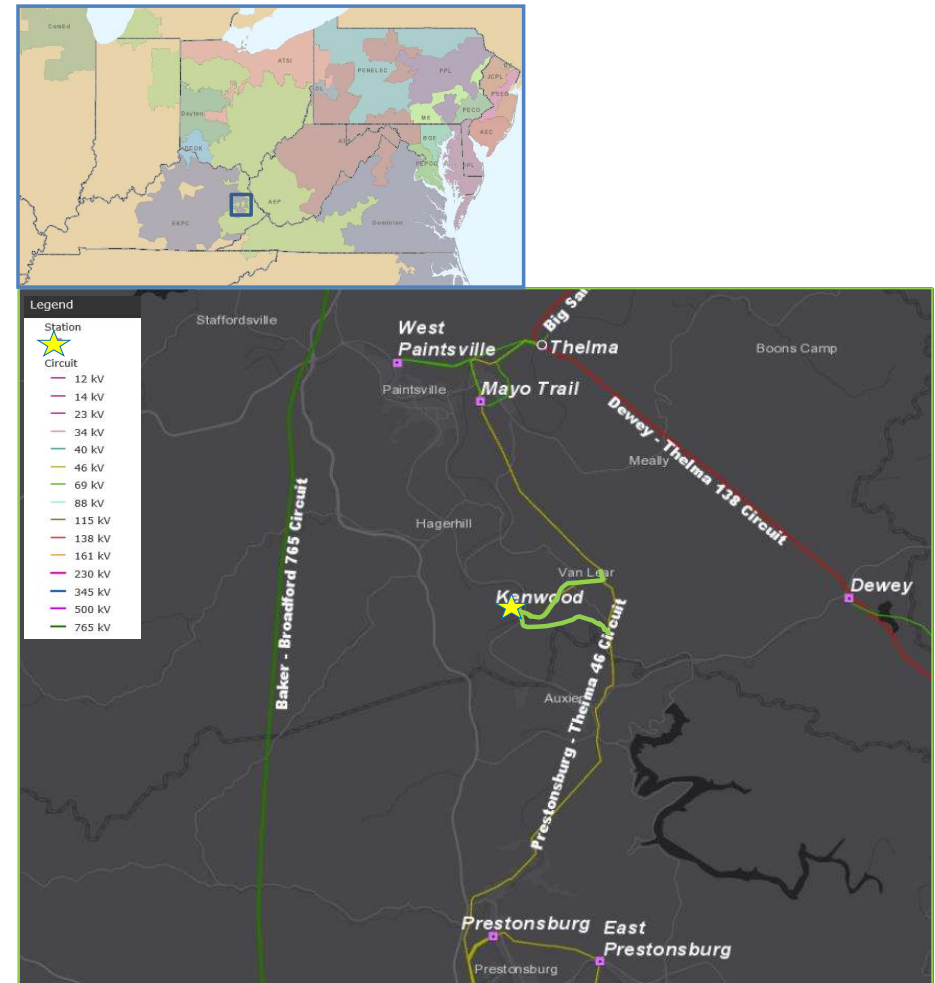 ComEd
ATSI
PENELEC
PPL
JCPL
PSEG
Dayton
ME
PECO
AEC
BGE
PEPCO
AEP
EKPC
Dominion
Legend
Station
Circuit
12 kV
14 kV
23 kV
34 kV
40 kV
46 kV
69 kV
88 kV
115 kV
138 kV
161 kV
230 kV
345 kV
500 kV
765 kV
Staffordsville
West
Paintsville
Paintsville
Thelma
Boons Camp
Mayo Trail
Dewey - Thelma 138 Circuit
Meally
Baker - Broadford 765 Circuit
Hagerhill
Van Lear
Kenwood
Dewey
Prestonsburg - Thelma 46 Circuit
Auxier
Prestonsburg
East
Prestonsburg
Prestonsburg